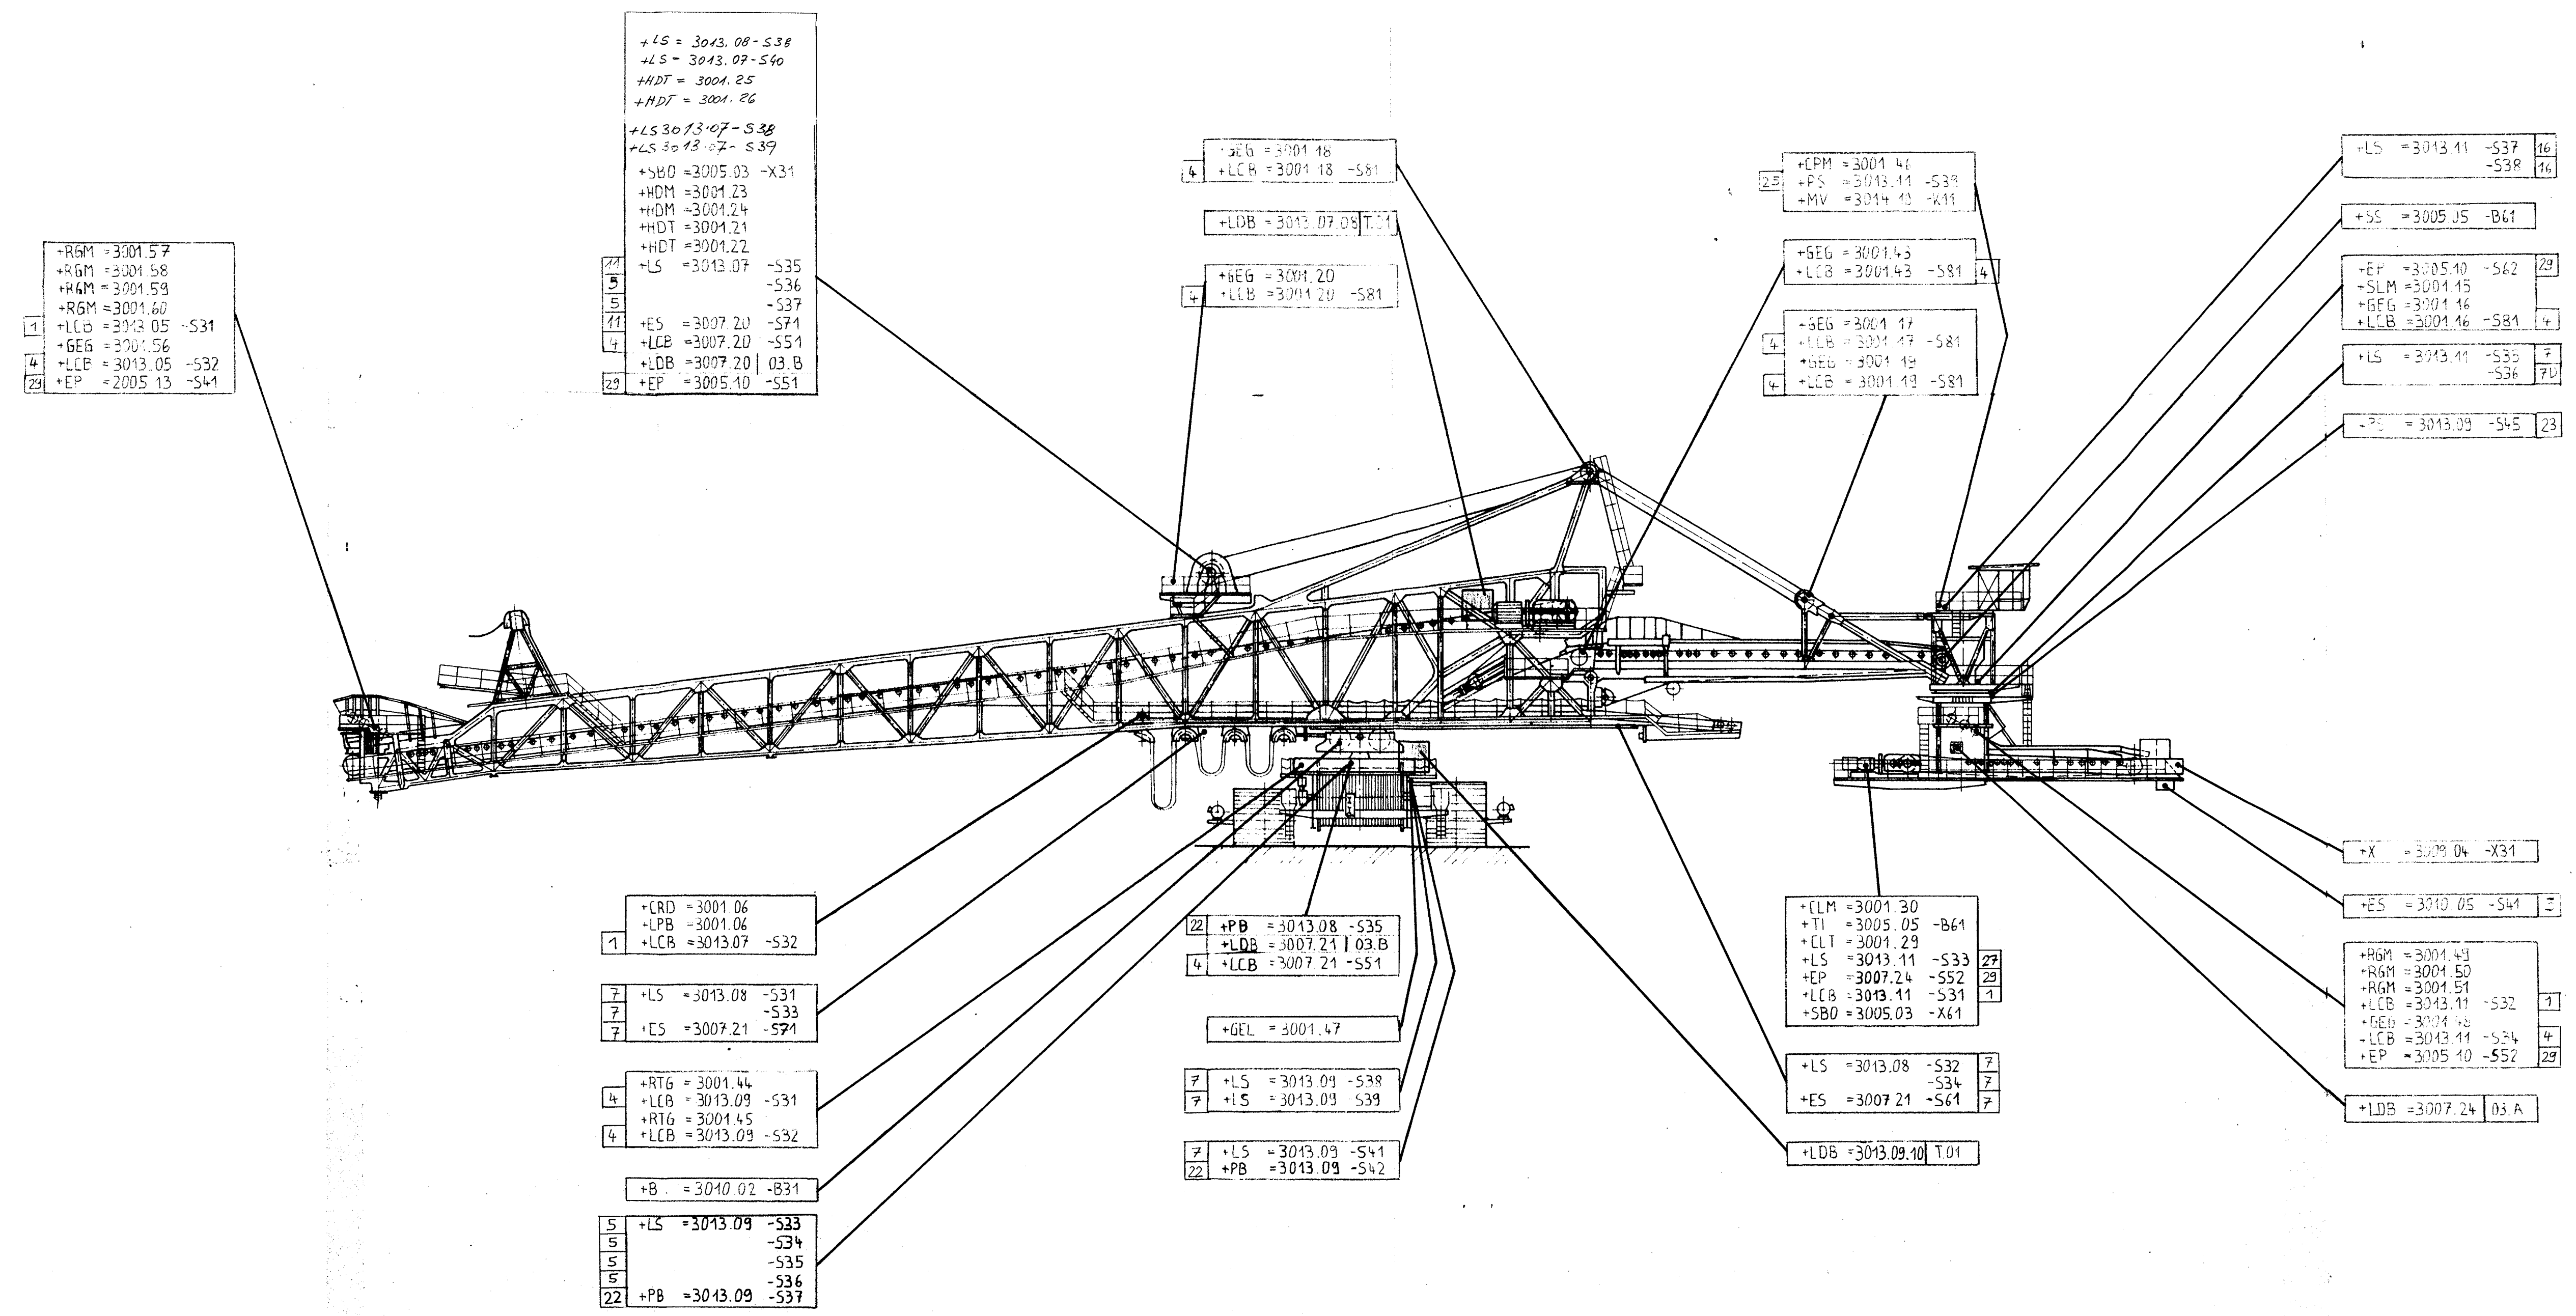 +LS = 3013.08-S38
+LS = 3013.07-S40
+HDT = 3001.25
+HDT = 3001.26
+LS3013.07-S38
+LS3013.07-S39
+SBO =3005.03 -X31
+HDM =3001.23
+HDM =3001.24
+HDT =3001.21
+HDT =3001.22
11 +LS =3013.07 -S35
5 -S36
5 -S37
11 +ES =3007.20 -S71
4 +LCB =3007.20 -S51
+LDB =3007.20 | 03.B
29 +EP =3005.10 -S51
+RGM =3001.57
+RGM =3001.58
+RGM =3001.59
+RGM =3001.60
1 +LCB =3013.05 -S31
+GEG =3001.56
4 +LCB =3013.05 -S32
29 +EP =2005.13 -S41
+GEG =3001.18
4 +LCB =3001.18 -S81
+LDB =3013.07.08 T.01
+GEG =3001.20
4 +LCB =3001.20 -S81
+CPM =3001.46
+PS =3013.11 -S39
+MV =3014.10 -K11
+GEG =3001.43
+LCB =3001.43 -S81 4
+GEG =3001.17
4 +LCB =3001.17 -S81
+GEG =3001.19
4 +LCB =3001.19 -S81
+LS =3013.11 -S37 16
-S38 16
+SS =3005.05 -B61
+EP =3005.10 -S62 29
+SLM =3001.15
+GEG =3001.16
+LCB =3001.16 -S81 4
+LS =3013.11 -S35 7
-S36
=3013.09 -S45 23
+CRD =3001.06
+LPB =3001.06
1 +LCB =3013.07 -S32
7 +LS =3013.08 -S31
7 -S33
7 +ES =3007.21 -S71
+RTG =3001.44
4 +LCB =3013.09 -S31
+RTG =3001.45
4 +LCB =3013.09 -S32
+B. =3010.02 -B31
5 +LS =3013.09 -S33
5 -S34
5 -S35
5 -S36
22 +PB =3013.09 -S37
22 +PB =3013.08 -S35
+LDB =3007.21 | 03.B
4 +LCB =3007.21 -S51
+GEL =3001.47
7 +LS =3013.09 -S38
7 +LS =3013.09 -S39
7 +LS =3013.09 -S41
22 +PB =3013.09 -S42
+CLM =3001.30
+TI =3005.05 -B61
+CLT =3001.29
+LS =3013.11 -S33 27
+EP =3007.24 -S52 29
+LCB =3013.11 -S31 1
+SBO =3005.03 -X61
+LS =3013.08 -S32 7
-S34 7
+ES =3007.21 -S61 7
+LDB =3013.09.10 T.01
+X =3009.04 -X31
+ES =3010.05 -S41
+RGM =3001.49
+RGM =3001.50
+RGM =3001.51
+LCB =3013.11 -S32 1
+GEG =3001.48
+LCB =3013.11 -S34 4
+EP =3005.10 -S52 29
+LDB =3007.24 03.A